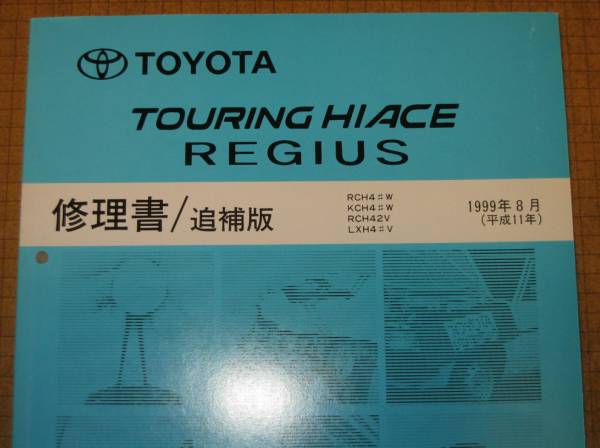 TOYOTA
TOURING HIACE
REGIUS
修理書/追補版
RCH4♯W
KCH4♯W
RCH42V
LXH4♯V
1999年8月
(平成11年)